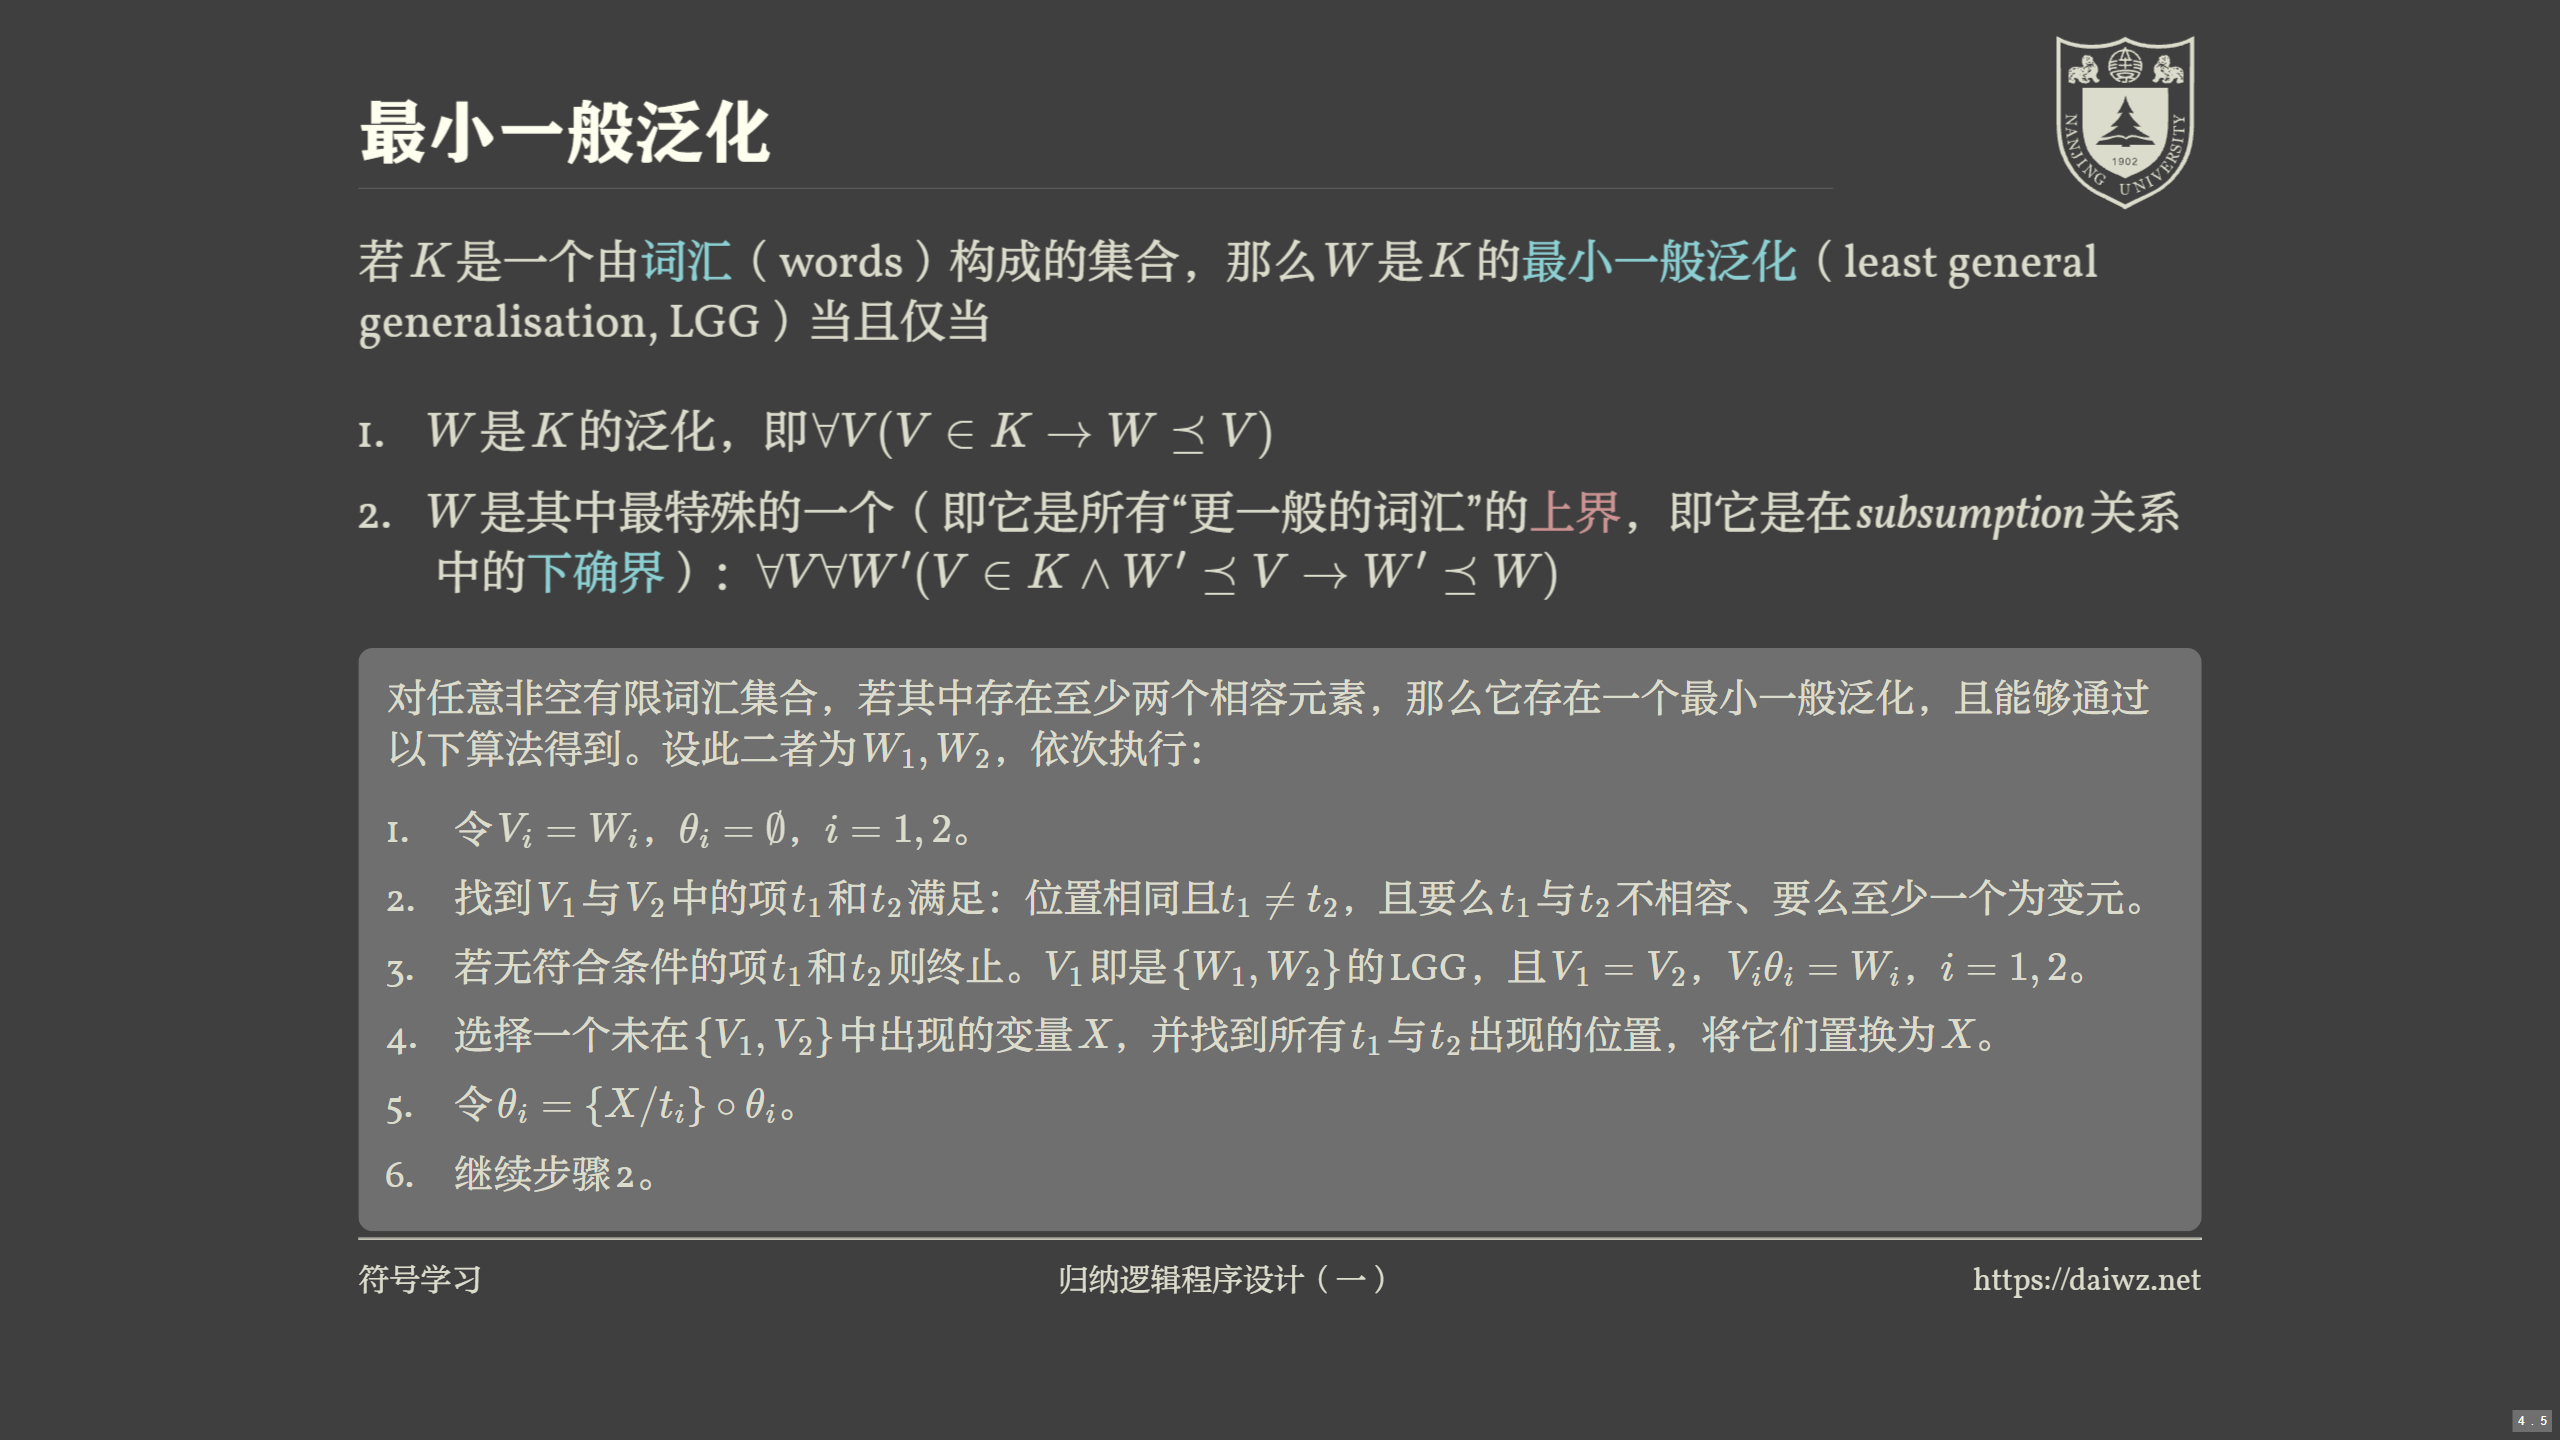 最小一般泛化
NANJING UNIVERSITY
1902
若K是一个由词汇（words）构成的集合，那么W是K的最小一般泛化（least general
generalisation, LGG）当且仅当
1. W是K的泛化，即∀V(V ∈ K → W ⪯ V)
2. W是其中最特殊的一个（即它是所有“更一般的词汇”的上界，即它是在subsumption关系
中的下确界）：∀V∀W′(V ∈ K ∧ W′ ⪯ V → W′ ⪯ W)
对任意非空有限词汇集合，若其中存在至少两个相容元素，那么它存在一个最小一般泛化，且能够通过
以下算法得到。设此二者为W₁, W₂，依次执行：
1. 令Vᵢ = Wᵢ，θᵢ = ∅，i = 1, 2。
2. 找到V₁与V₂中的项t₁和t₂满足：位置相同且t₁ ≠ t₂，且要么t₁与t₂不相容、要么至少一个为变元。
3. 若无符合条件的项t₁和t₂则终止。V₁即是{W₁, W₂}的LGG，且V₁ = V₂，Vᵢθᵢ = Wᵢ，i = 1, 2。
4. 选择一个未在{V₁, V₂}中出现的变量X，并找到所有t₁与t₂出现的位置，将它们置换为X。
5. 令θᵢ = {X/tᵢ} ∘ θᵢ。
6. 继续步骤2。
符号学习
归纳逻辑程序设计（一）
https://daiwz.net
4 . 5